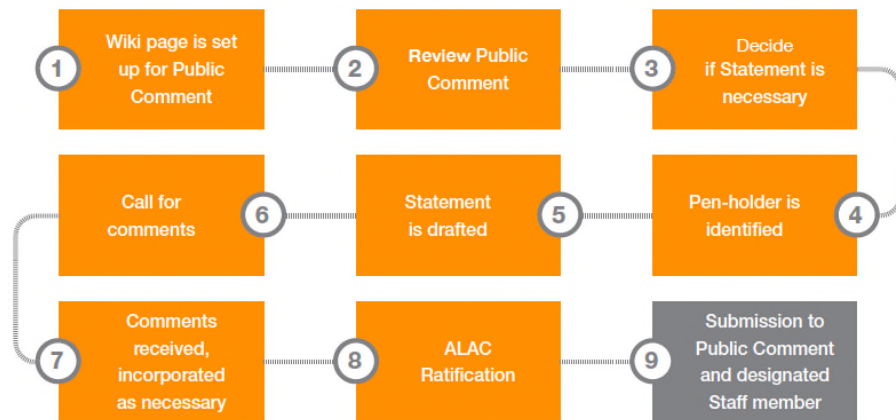 1
Wiki page is set
up for Public
Comment
2
Review Public
Comment
3
Decide
if Statement is
necessary
4
Pen-holder is
identified
5
Statement
is drafted
6
Call for
comments
7
Comments
received,
incorporated
as necessary
8
ALAC
Ratification
9
Submission to
Public Comment
and designated
Staff member